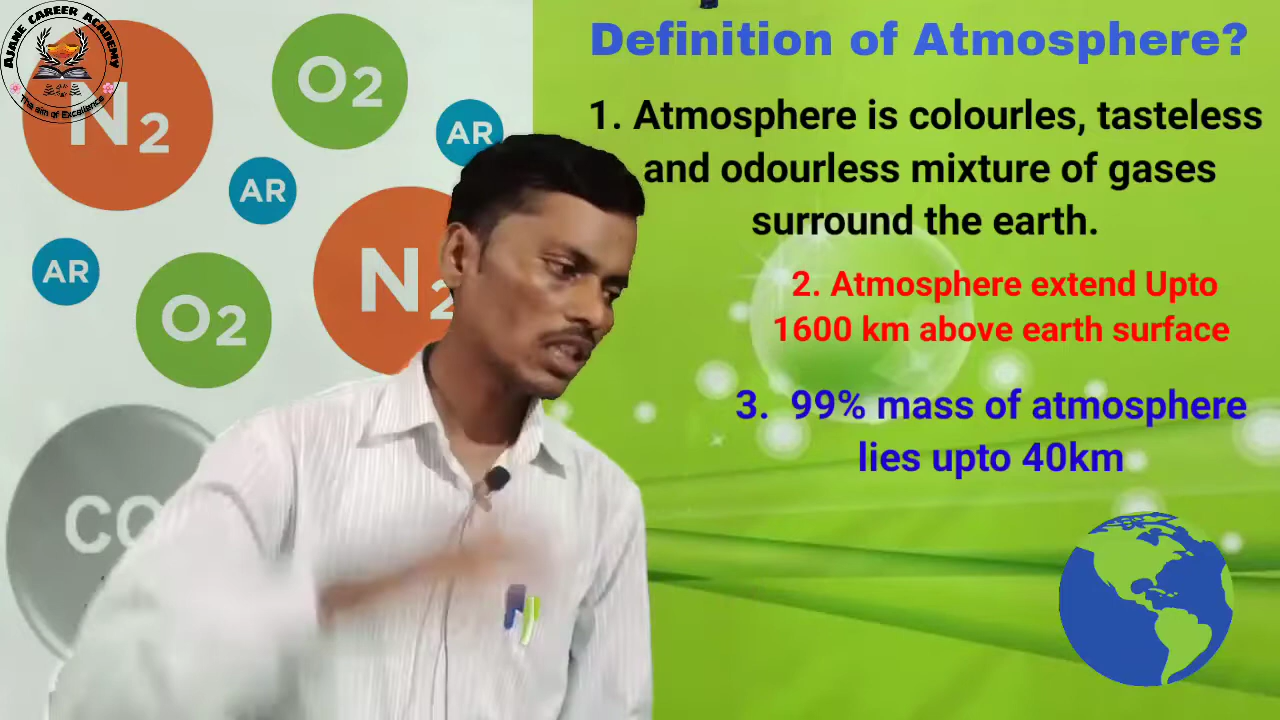 AJANE CAREER ACADEMY
The aim of Excellence
N2
O2
AR
AR
N2
AR
O2
CO
Definition of Atmosphere?
1. Atmosphere is colourles, tasteless
and odourless mixture of gases
surround the earth.
2. Atmosphere extend Upto
1600 km above earth surface
3. 99% mass of atmosphere
lies upto 40km